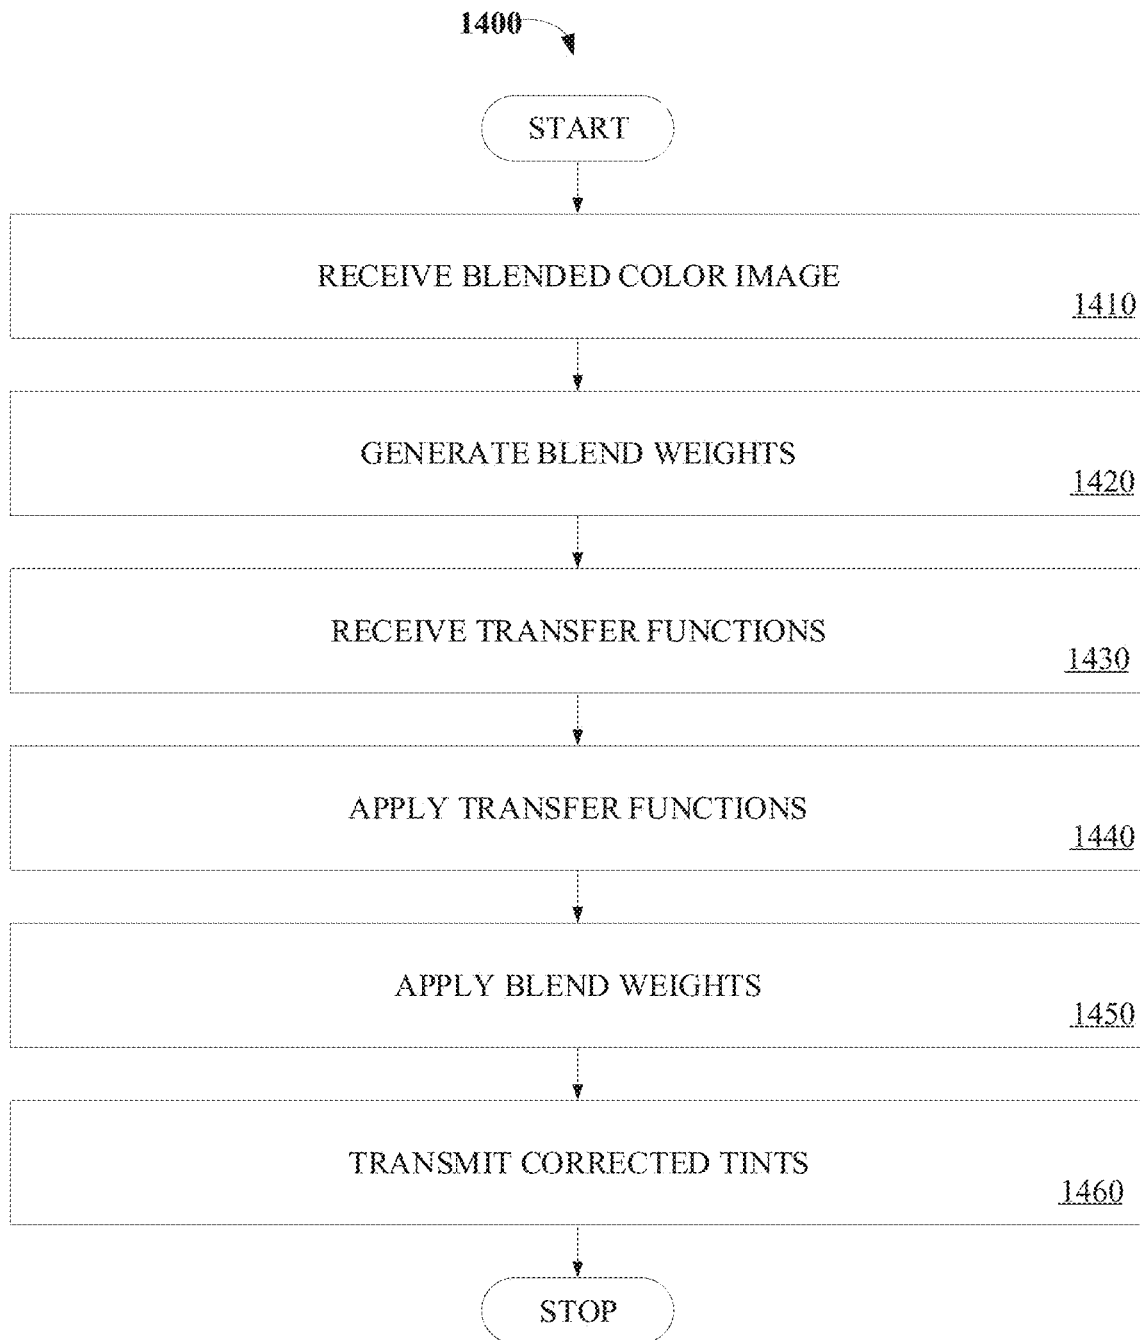 1400
START
RECEIVE BLENDED COLOR IMAGE
1410
GENERATE BLEND WEIGHTS
1420
RECEIVE TRANSFER FUNCTIONS
1430
APPLY TRANSFER FUNCTIONS
1440
APPLY BLEND WEIGHTS
1450
TRANSMIT CORRECTED TINTS
1460
STOP